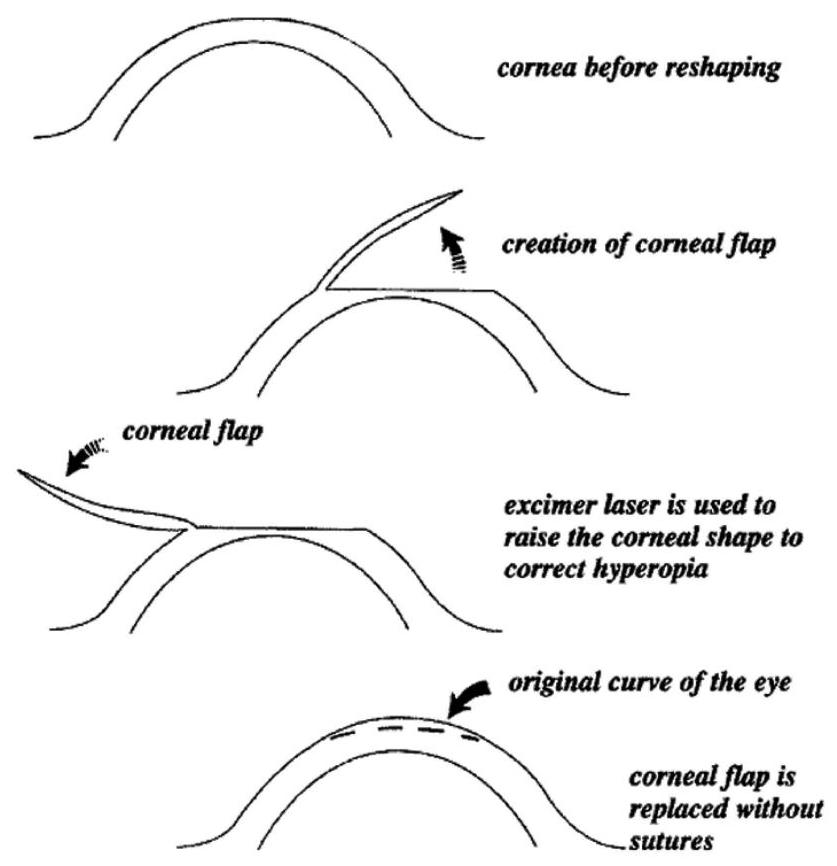 cornea before reshaping
creation of corneal flap
corneal flap
excimer laser is used to
raise the corneal shape to
correct hyperopia
original curve of the eye
corneal flap is
replaced without
sutures